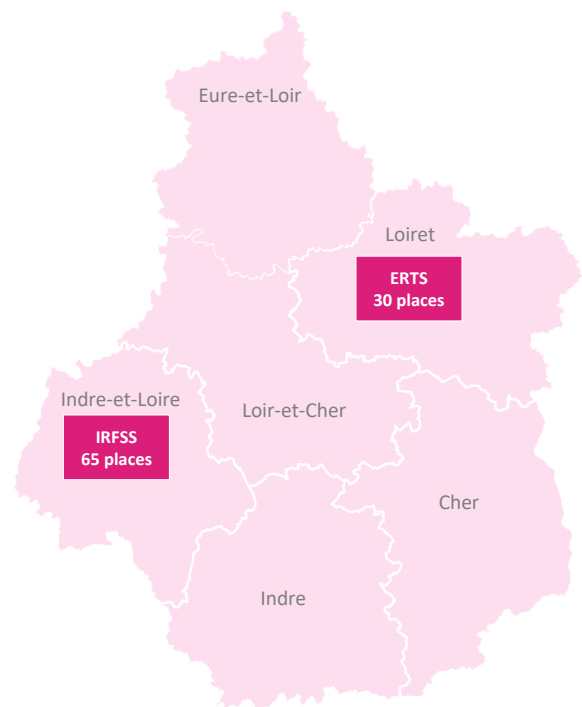 Eure-et-Loir
Loiret
ERTS
30 places
Indre-et-Loire
IRFSS
65 places
Loir-et-Cher
Cher
Indre